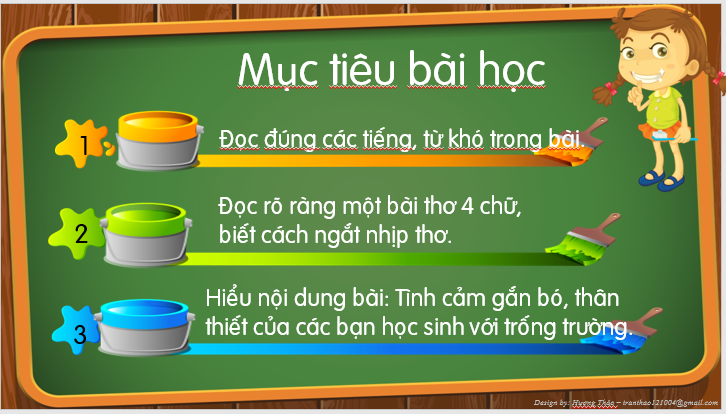 Mục tiêu bài học
1
Đọc đúng các tiếng, từ khó trong bài.
2
Đọc rõ ràng một bài thơ 4 chữ,
biết cách ngắt nhịp thơ.
3
Hiểu nội dung bài: Tình cảm gắn bó, thân
thiết của các bạn học sinh với trống trường.
Design by: Hương Thảo – tranthao121004@gmail.com